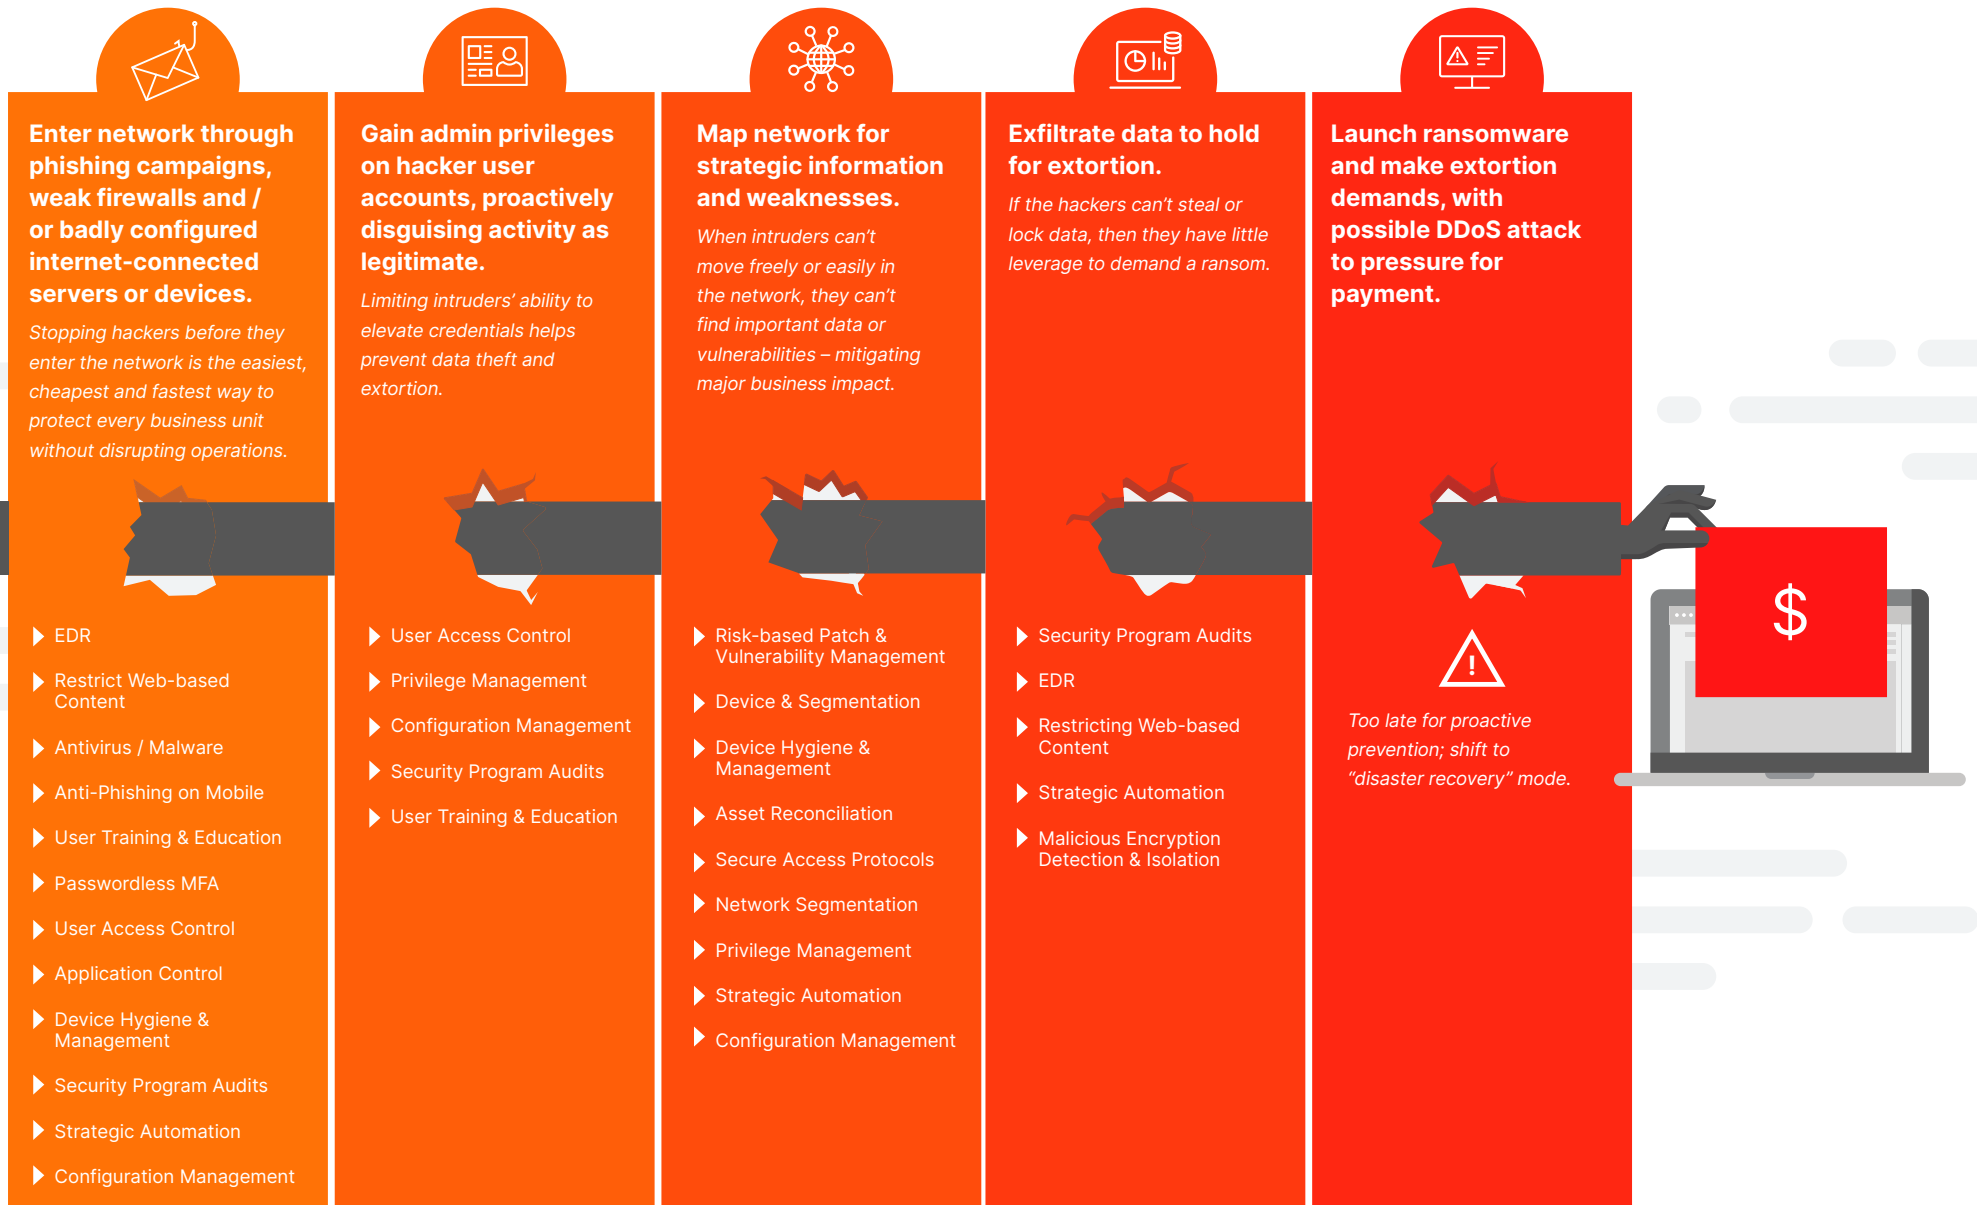 Enter network through
phishing campaigns,
weak firewalls and /
or badly configured
internet-connected
servers or devices.
Stopping hackers before they
enter the network is the easiest,
cheapest and fastest way to
protect every business unit
without disrupting operations.
EDR
Restrict Web-based
Content
Antivirus / Malware
Anti-Phishing on Mobile
User Training & Education
Passwordless MFA
User Access Control
Application Control
Device Hygiene &
Management
Security Program Audits
Strategic Automation
Configuration Management
Gain admin privileges
on hacker user
accounts, proactively
disguising activity as
legitimate.
Limiting intruders’ ability to
elevate credentials helps
prevent data theft and
extortion.
User Access Control
Privilege Management
Configuration Management
Security Program Audits
User Training & Education
Map network for
strategic information
and weaknesses.
When intruders can’t
move freely or easily in
the network, they can’t
find important data or
vulnerabilities – mitigating
major business impact.
Risk-based Patch &
Vulnerability Management
Device & Segmentation
Device Hygiene &
Management
Asset Reconciliation
Secure Access Protocols
Network Segmentation
Privilege Management
Strategic Automation
Configuration Management
Exfiltrate data to hold
for extortion.
If the hackers can’t steal or
lock data, then they have little
leverage to demand a ransom.
Security Program Audits
EDR
Restricting Web-based
Content
Strategic Automation
Malicious Encryption
Detection & Isolation
Launch ransomware
and make extortion
demands, with
possible DDoS attack
to pressure for
payment.
!
Too late for proactive
prevention; shift to
“disaster recovery” mode.
$